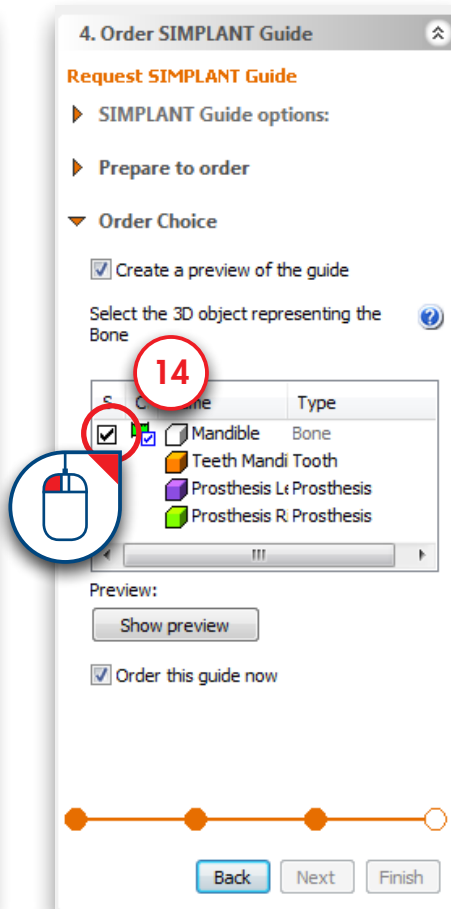 4. Order SIMPLANT Guide
Request SIMPLANT Guide
SIMPLANT Guide options:
Prepare to order
Order Choice
Create a preview of the guide
Select the 3D object representing the
Bone
14
Type
Mandible Bone
Teeth Mandi Tooth
Prosthesis Le Prosthesis
Prosthesis R Prosthesis
Preview:
Show preview
Order this guide now
Back Next Finish